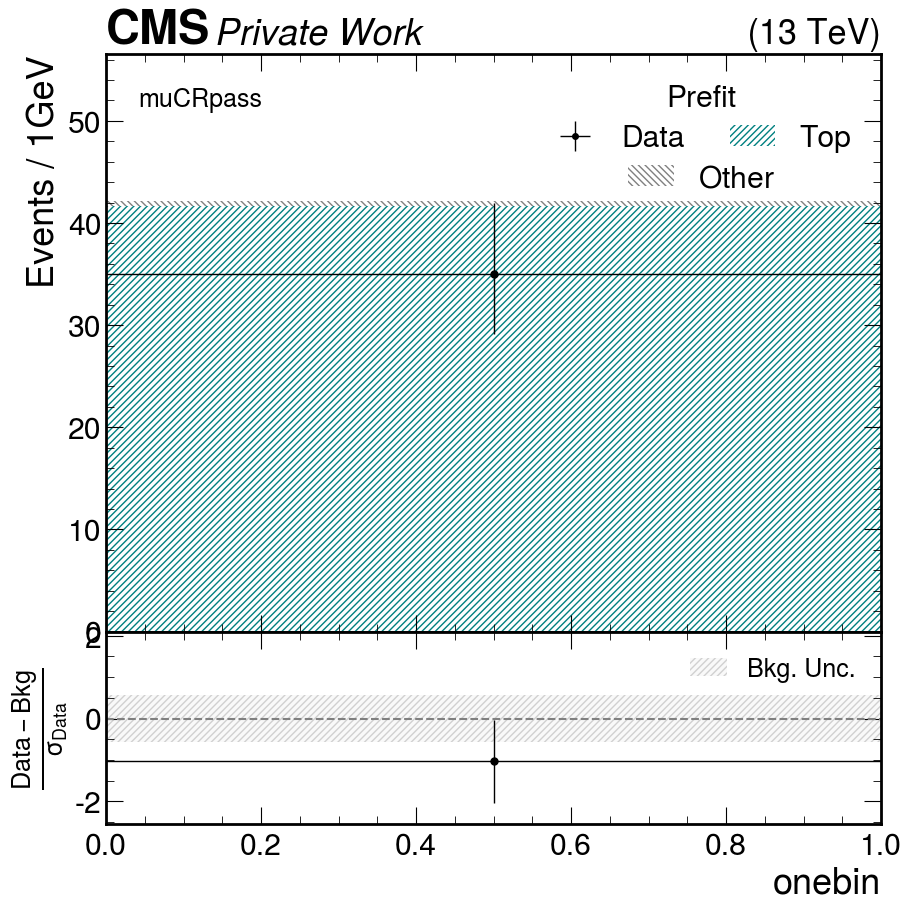 CMS Private Work (13 TeV)
Events / 1GeV
muCRpass
Prefit
Data Top
Other
50
40
30
20
10
0
2
0
-2
Bkg. Unc.
Data – Bkg
σData
0.0 0.2 0.4 0.6 0.8 1.0
onebin